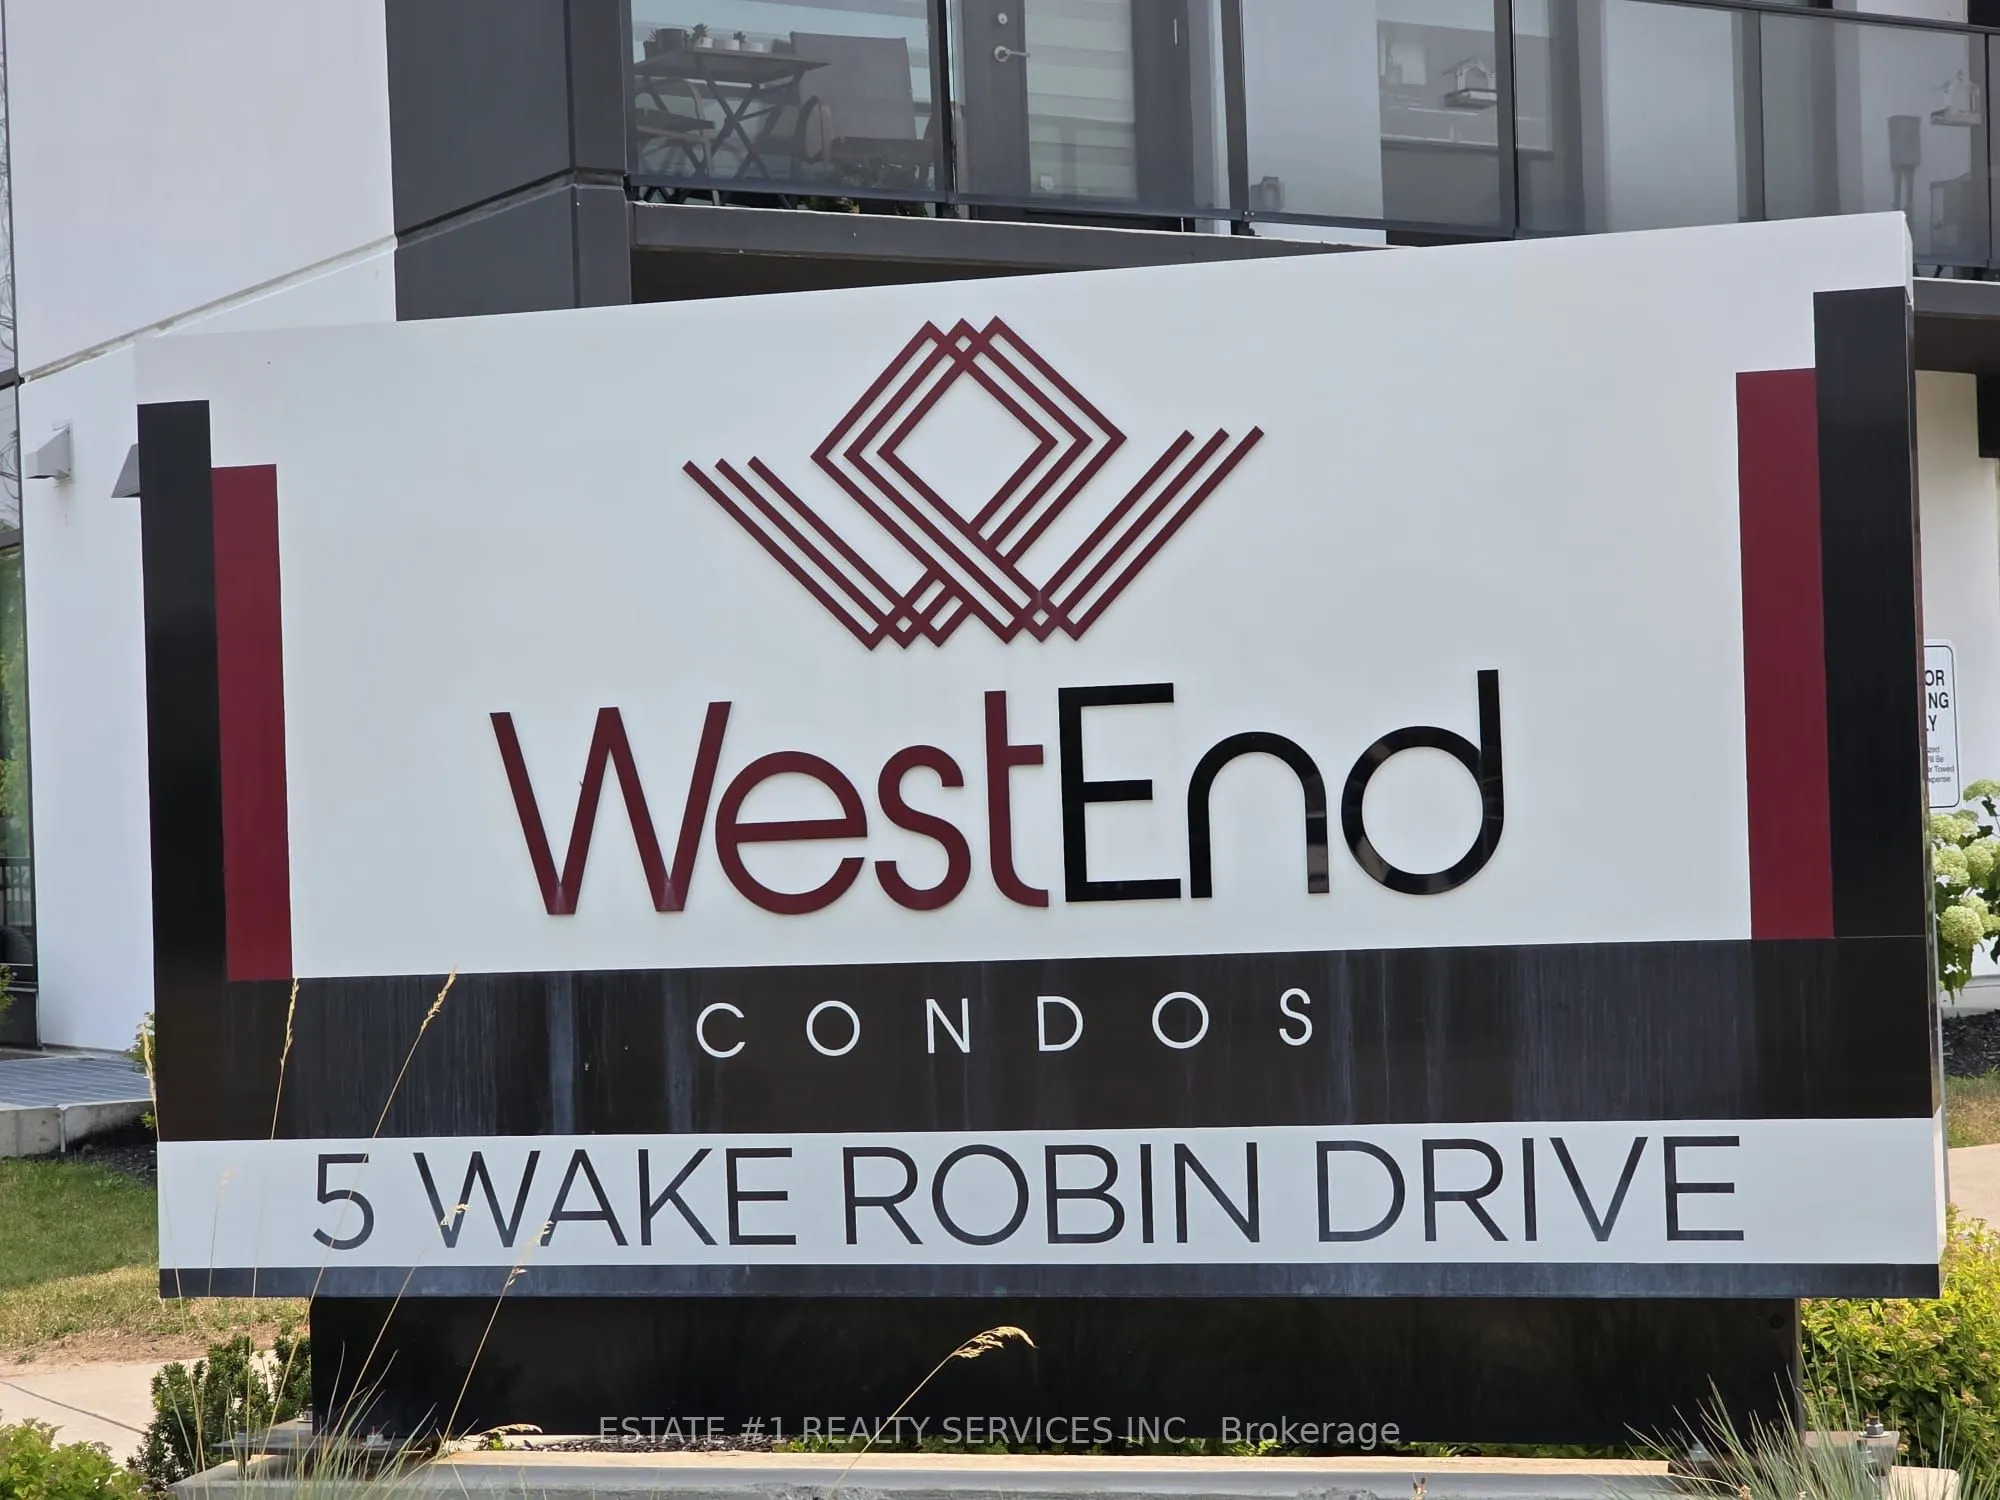 WestEnd
CONDOS
5 WAKE ROBIN DRIVE
ESTATE #1 REALTY SERVICES INC., Brokerage